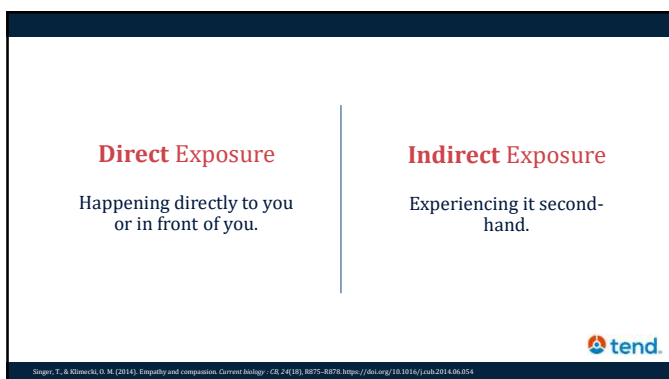 Direct Exposure
Happening directly to you
or in front of you.
Indirect Exposure
Experiencing it second-
hand.
tend.
Singer, T., & Klimecki, O. M. (2014). Empathy and compassion. Current biology : CB, 24(18), R875–R878. https://doi.org/10.1016/j.cub.2014.06.054